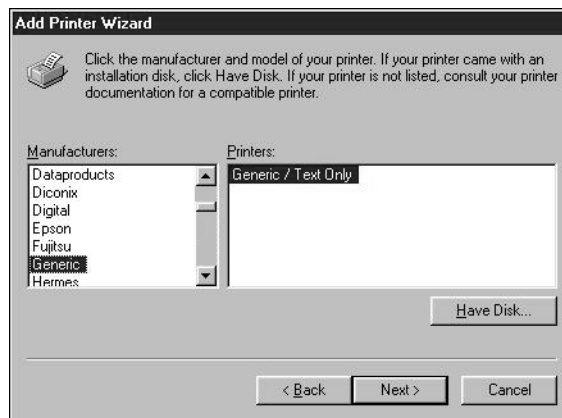 Add Printer Wizard
Click the manufacturer and model of your printer. If your printer came with an
installation disk, click Have Disk. If your printer is not listed, consult your printer
documentation for a compatible printer.
Manufacturers:
Printers:
Dataproducts
Diconix
Digital
Epson
Fujitsu
Generic
Hermes
Generic / Text Only
Have Disk...
< Back
Next >
Cancel